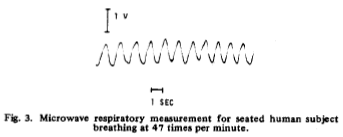 1 V
1 SEC
Fig. 3. Microwave respiratory measurement for seated human subject
breathing at 47 times per minute.